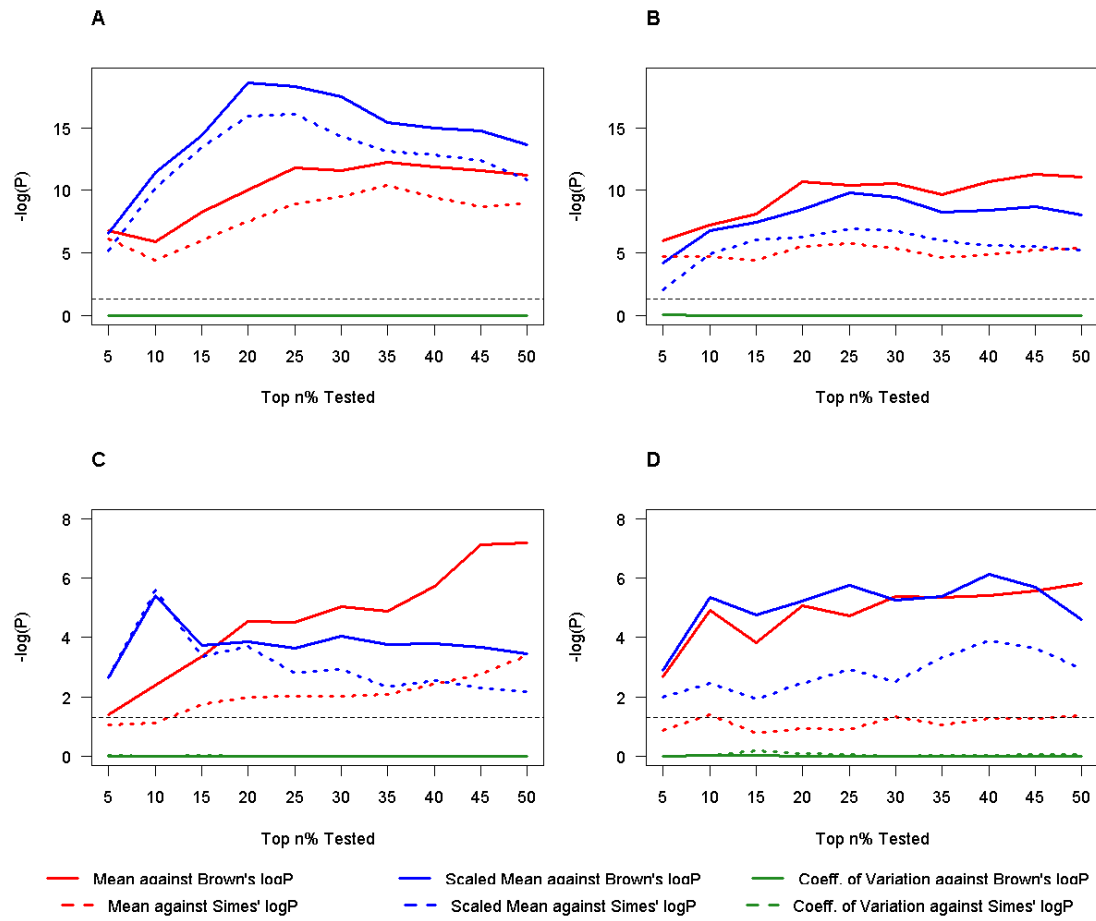 A
B
-log(P)
15
10
5
0
5 10 15 20 25 30 35 40 45 50
Top n% Tested
-log(P)
15
10
5
0
5 10 15 20 25 30 35 40 45 50
Top n% Tested
C
D
-log(P)
8
6
4
2
0
5 10 15 20 25 30 35 40 45 50
Top n% Tested
-log(P)
8
6
4
2
0
5 10 15 20 25 30 35 40 45 50
Top n% Tested
Mean against Brown's logP
Scaled Mean against Brown's logP
Coeff. of Variation against Brown's logP
Mean against Simes' logP
Scaled Mean against Simes' logP
Coeff. of Variation against Simes' logP